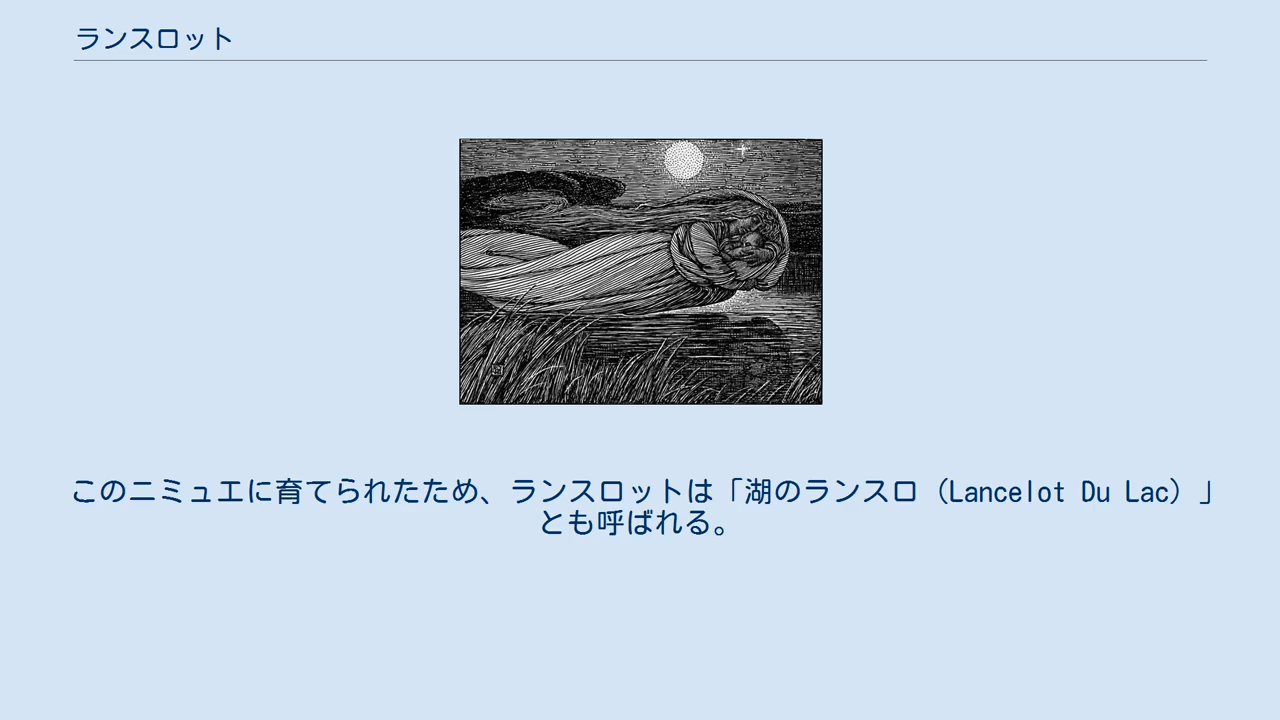 ランスロット
このニミュエに育てられたため、ランスロットは「湖のランスロ（Lancelot Du Lac）」
とも呼ばれる。